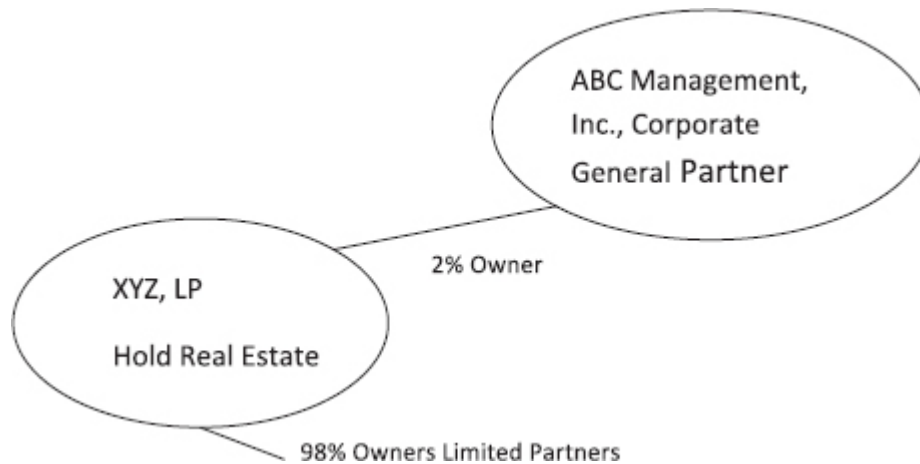 ABC Management,
Inc., Corporate
General Partner
2% Owner
XYZ, LP
Hold Real Estate
98% Owners Limited Partners